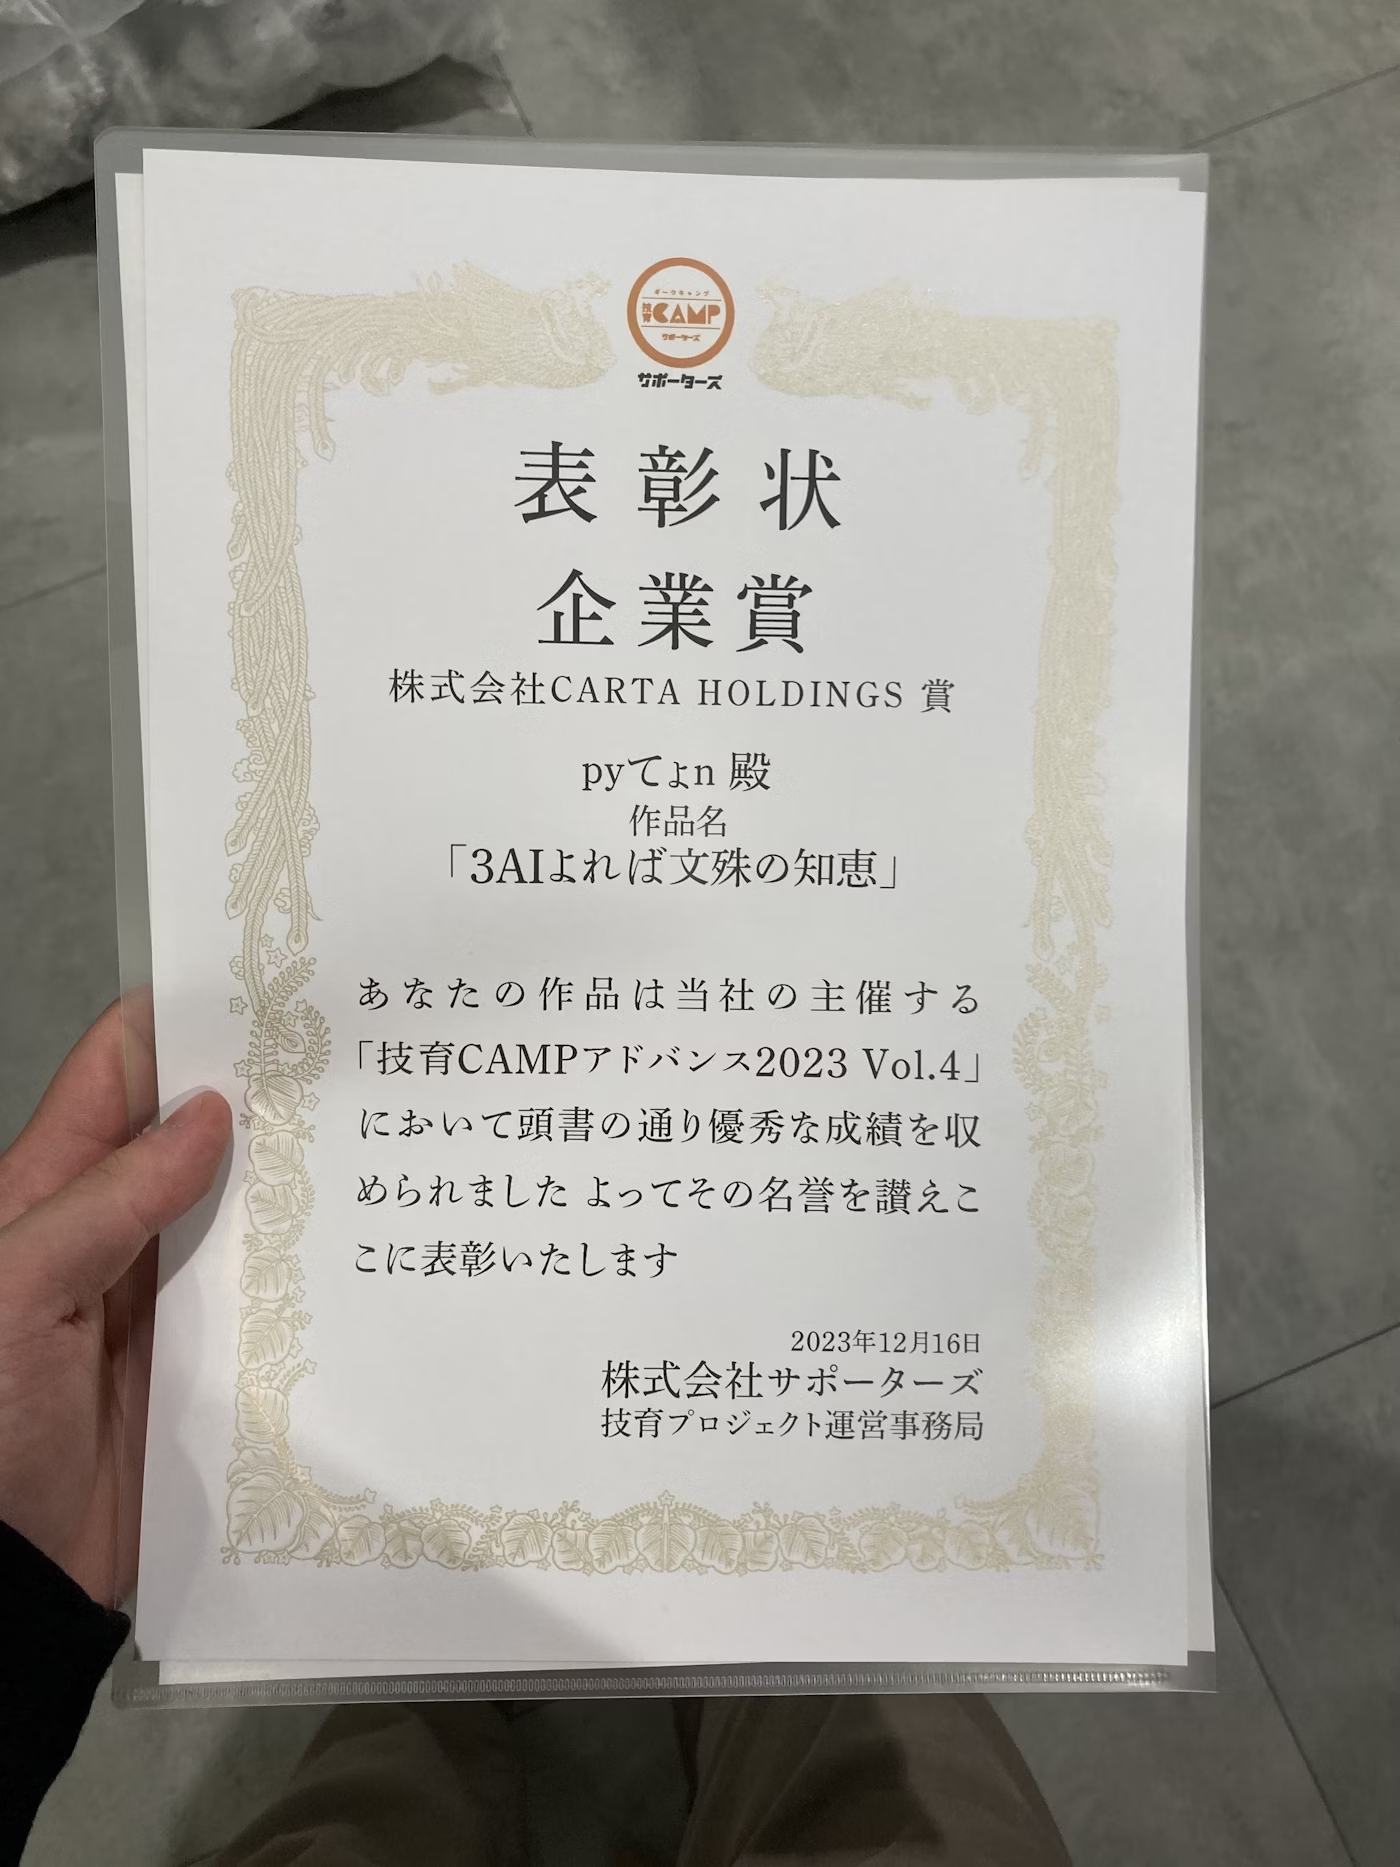 ギークキャンプ
技育CAMP
サポーターズ
サポーターズ
表彰状
企業賞
株式会社CARTA HOLDINGS 賞
pyてょn 殿
作品名
「3AIよれば文殊の知恵」
あなたの作品は当社の主催する
「技育CAMPアドバンス2023 Vol.4」
において頭書の通り優秀な成績を収
められました よってその名誉を讃えこ
こに表彰いたします
2023年12月16日
株式会社サポーターズ
技育プロジェクト運営事務局